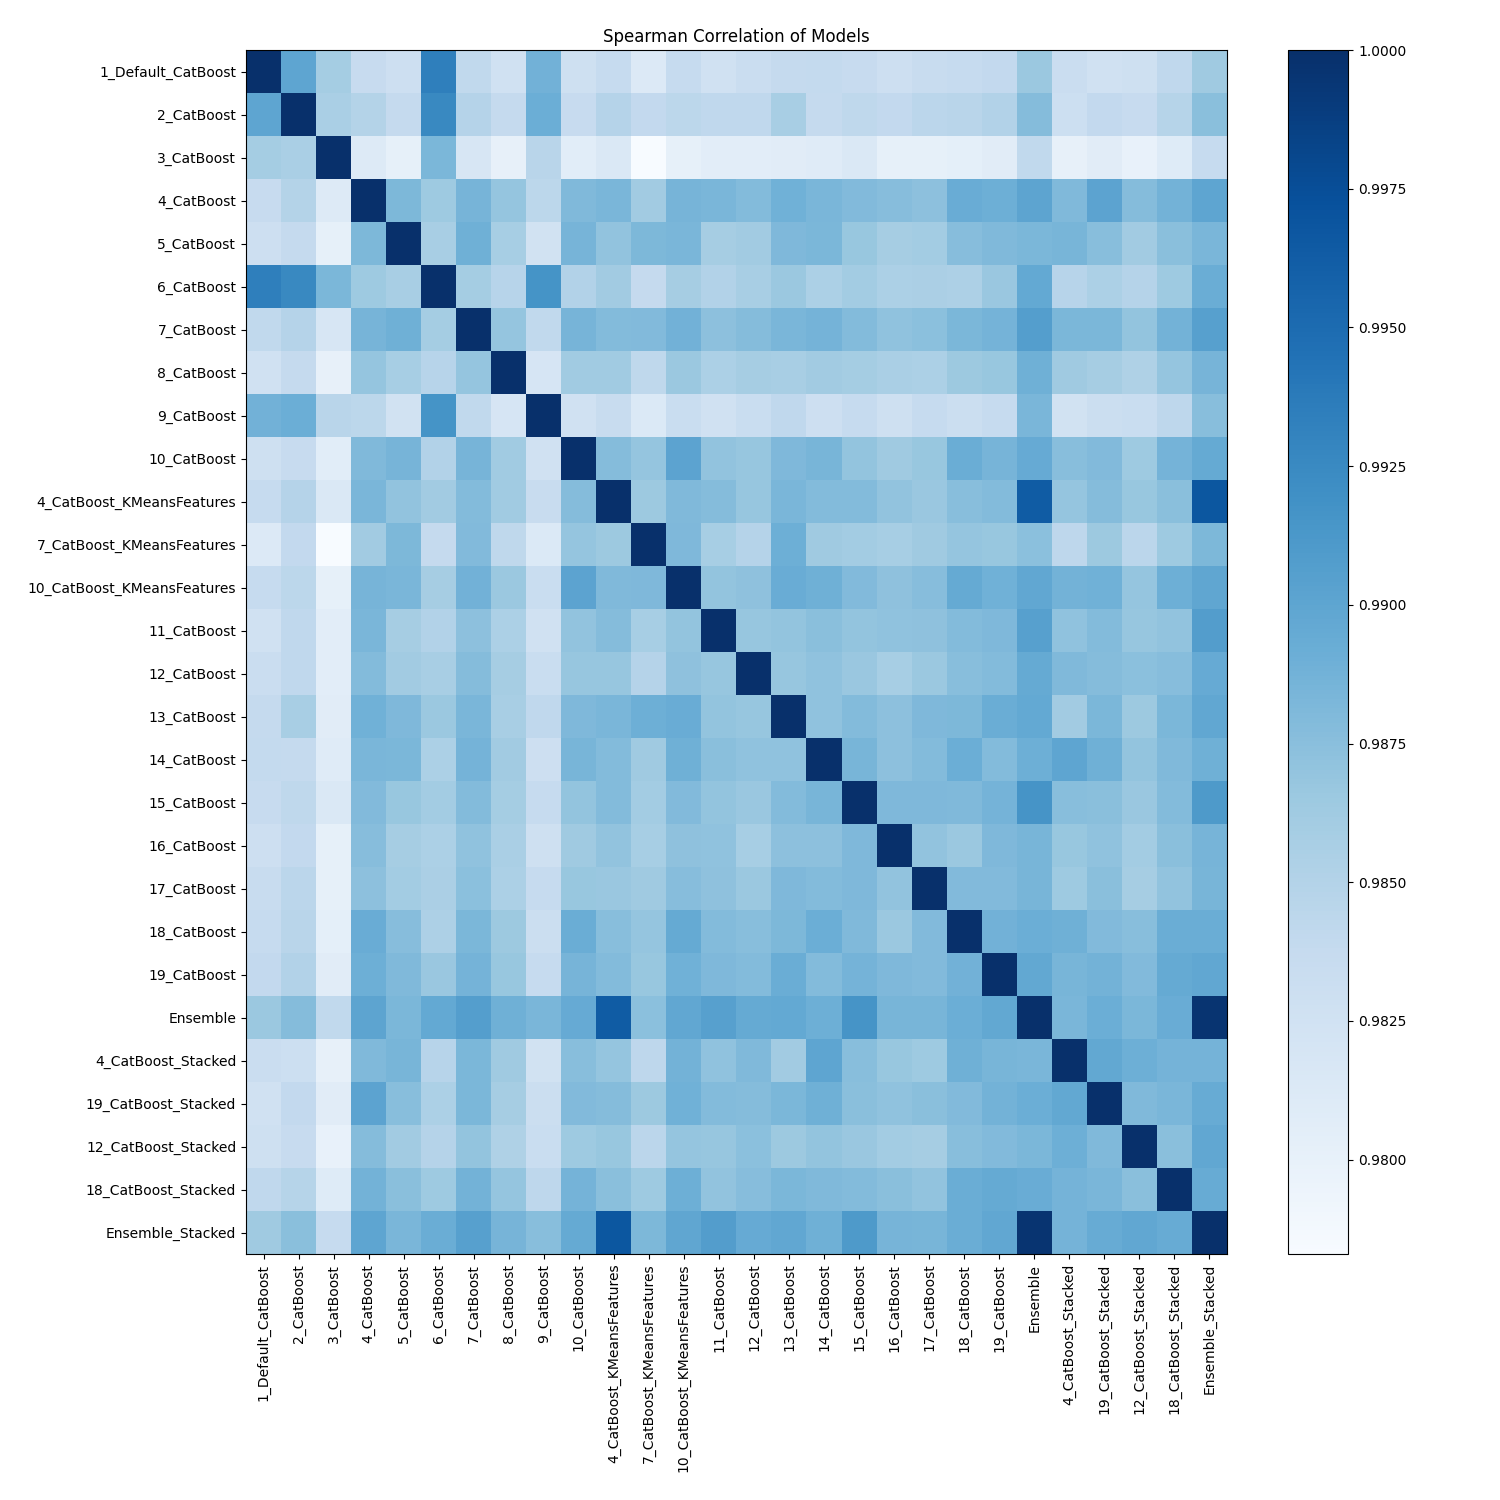 Spearman Correlation of Models
1_Default_CatBoost
2_CatBoost
3_CatBoost
4_CatBoost
5_CatBoost
6_CatBoost
7_CatBoost
8_CatBoost
9_CatBoost
10_CatBoost
4_CatBoost_KMeansFeatures
7_CatBoost_KMeansFeatures
10_CatBoost_KMeansFeatures
11_CatBoost
12_CatBoost
13_CatBoost
14_CatBoost
15_CatBoost
16_CatBoost
17_CatBoost
18_CatBoost
19_CatBoost
Ensemble
4_CatBoost_Stacked
19_CatBoost_Stacked
12_CatBoost_Stacked
18_CatBoost_Stacked
Ensemble_Stacked
1_Default_CatBoost
2_CatBoost
3_CatBoost
4_CatBoost
5_CatBoost
6_CatBoost
7_CatBoost
8_CatBoost
9_CatBoost
10_CatBoost
4_CatBoost_KMeansFeatures
7_CatBoost_KMeansFeatures
10_CatBoost_KMeansFeatures
11_CatBoost
12_CatBoost
13_CatBoost
14_CatBoost
15_CatBoost
16_CatBoost
17_CatBoost
18_CatBoost
19_CatBoost
Ensemble
4_CatBoost_Stacked
19_CatBoost_Stacked
12_CatBoost_Stacked
18_CatBoost_Stacked
Ensemble_Stacked
1.0000
0.9975
0.9950
0.9925
0.9900
0.9875
0.9850
0.9825
0.9800